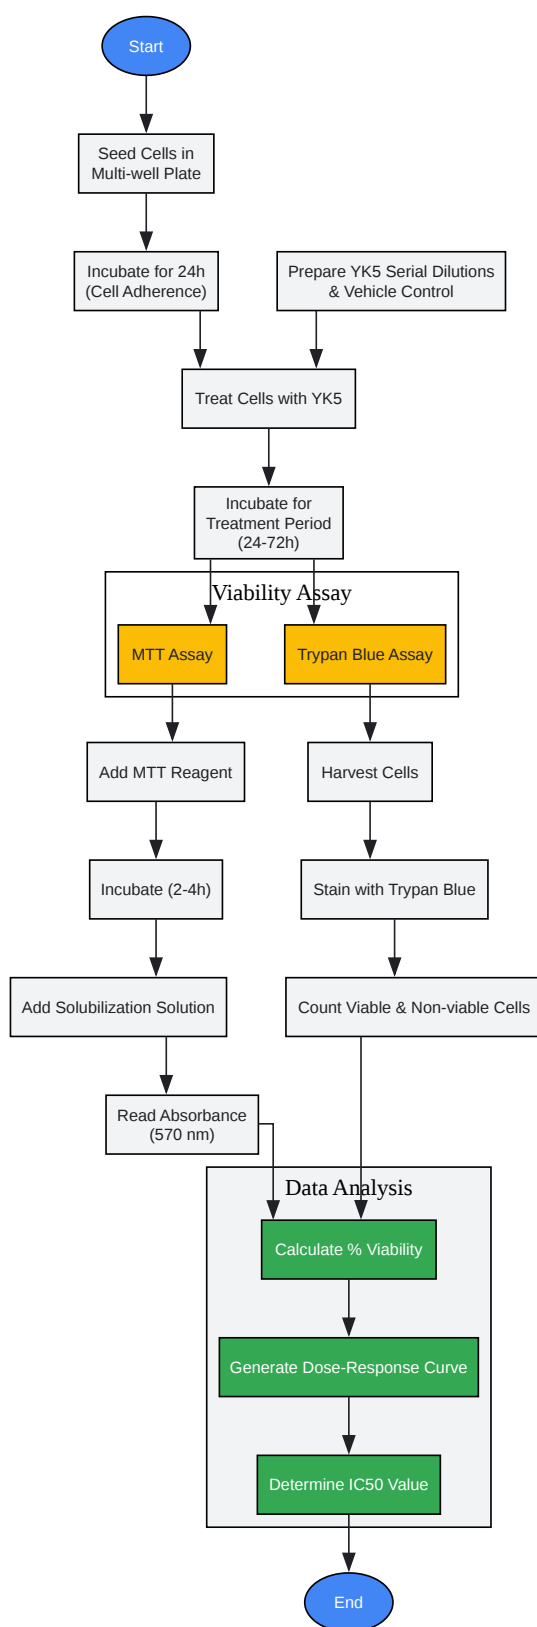 Start
Seed Cells in
Multi-well Plate
Incubate for 24h
(Cell Adherence)
Prepare YK5 Serial Dilutions
& Vehicle Control
Treat Cells with YK5
Incubate for
Treatment Period
(24-72h)
Viability Assay
MTT Assay
Trypan Blue Assay
Add MTT Reagent
Harvest Cells
Incubate (2-4h)
Stain with Trypan Blue
Add Solubilization Solution
Count Viable & Non-viable Cells
Read Absorbance
(570 nm)
Data Analysis
Calculate % Viability
Generate Dose-Response Curve
Determine IC50 Value
End